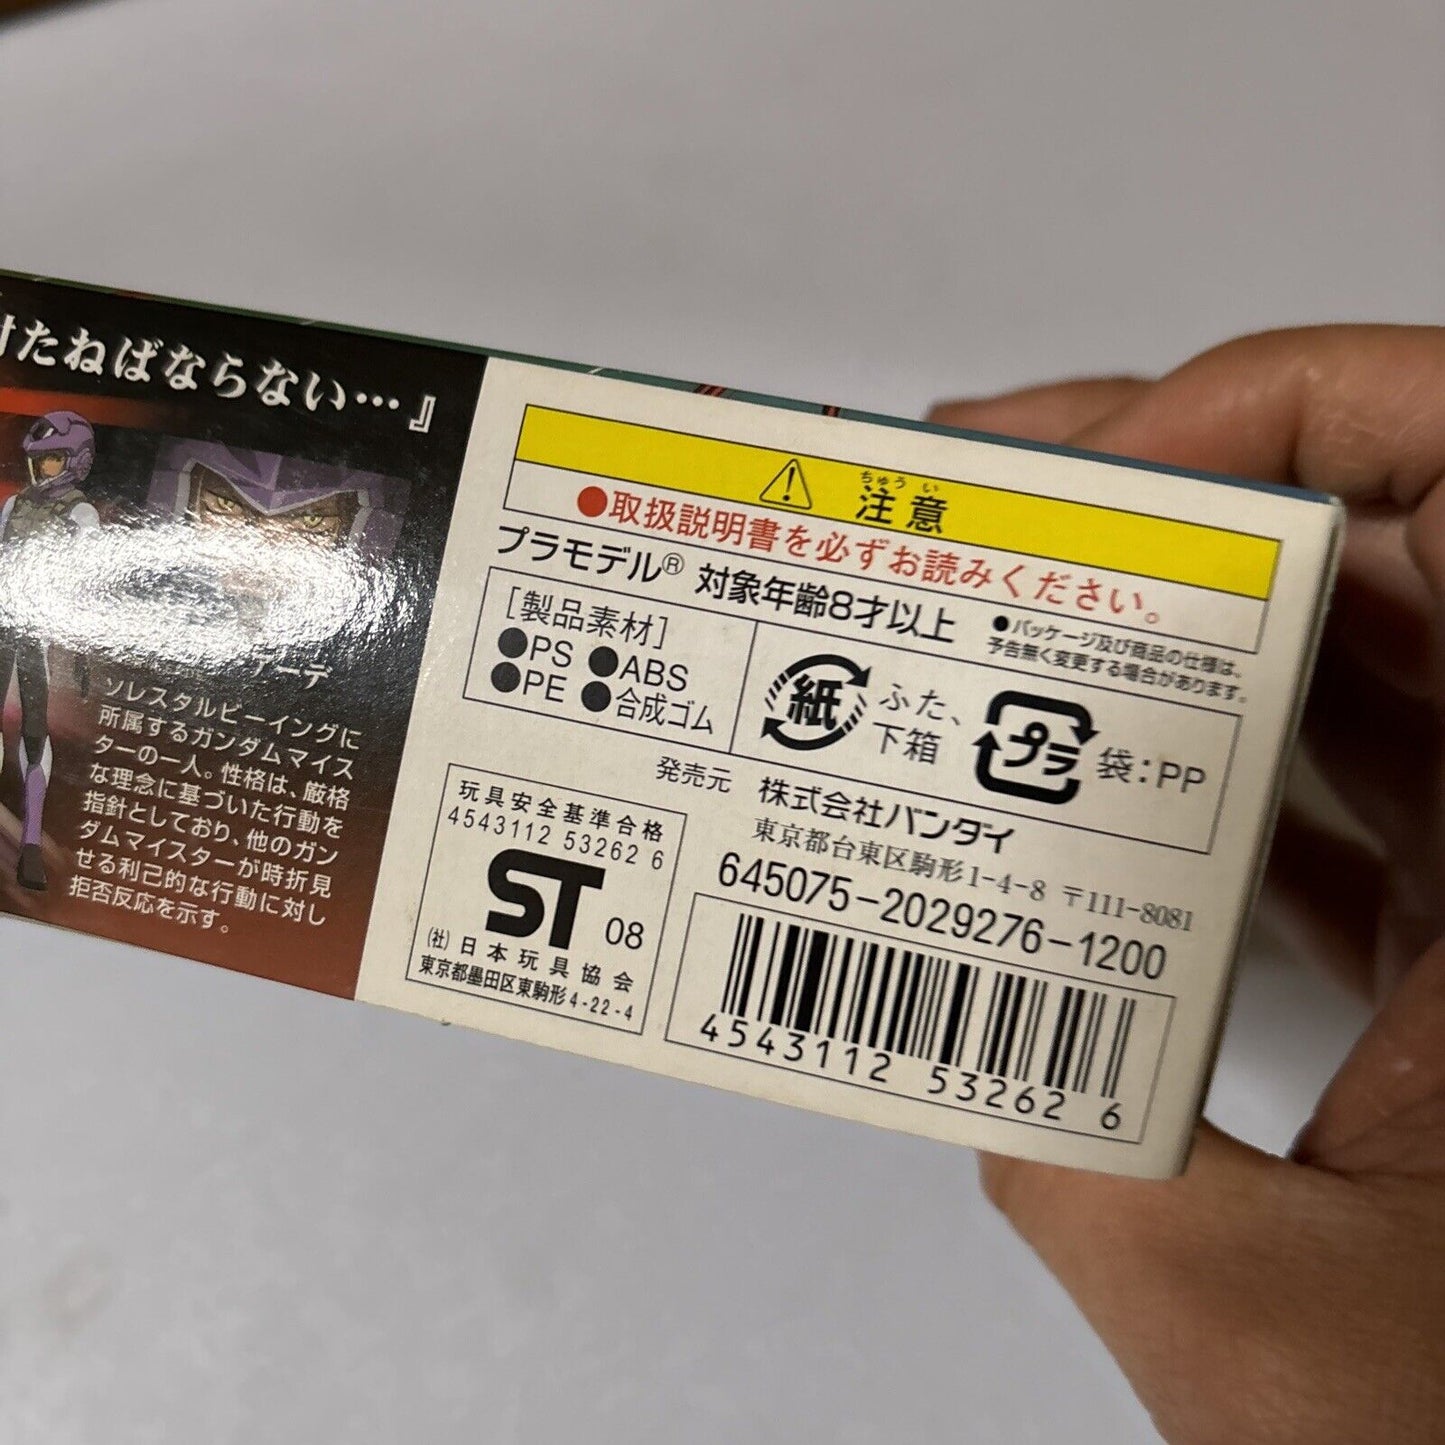 たねばならない…』
アーデ
ソレスタルビーイングに
所属するガンダムマイス
ターの一人。性格は、厳格
な理念に基づいた行動を
指針としており、他のガン
ダムマイスターが時折見
せる利己的な行動に対し
拒否反応を示す。
ちゅう い
注意
●取扱説明書を必ずお読みください。
プラモデル® 対象年齢8才以上
●パッケージ及び商品の仕様は、
予告無く変更する場合があります。
[製品素材]
●PS ●ABS
●PE ●合成ゴム
紙
ふた、
下箱
プラ
袋:PP
発売元 株式会社バンダイ
東京都台東区駒形1-4-8 〒111-8081
645075-2029276-1200
玩具安全基準合格
4543112 53262 6
ST 08
(社)日本玩具協会
東京都墨田区東駒形4-22-4
4543112 53262 6